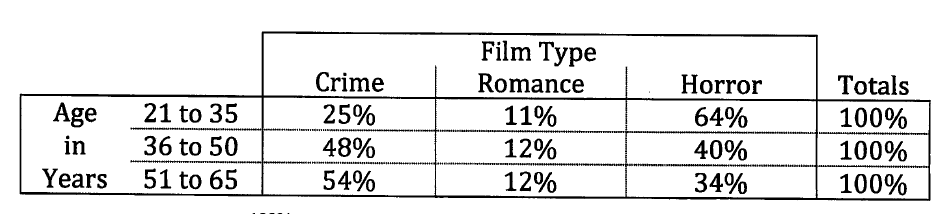 Film Type
Crime Romance Horror Totals
Age 21 to 35 25% 11% 64% 100%
in 36 to 50 48% 12% 40% 100%
Years 51 to 65 54% 12% 34% 100%